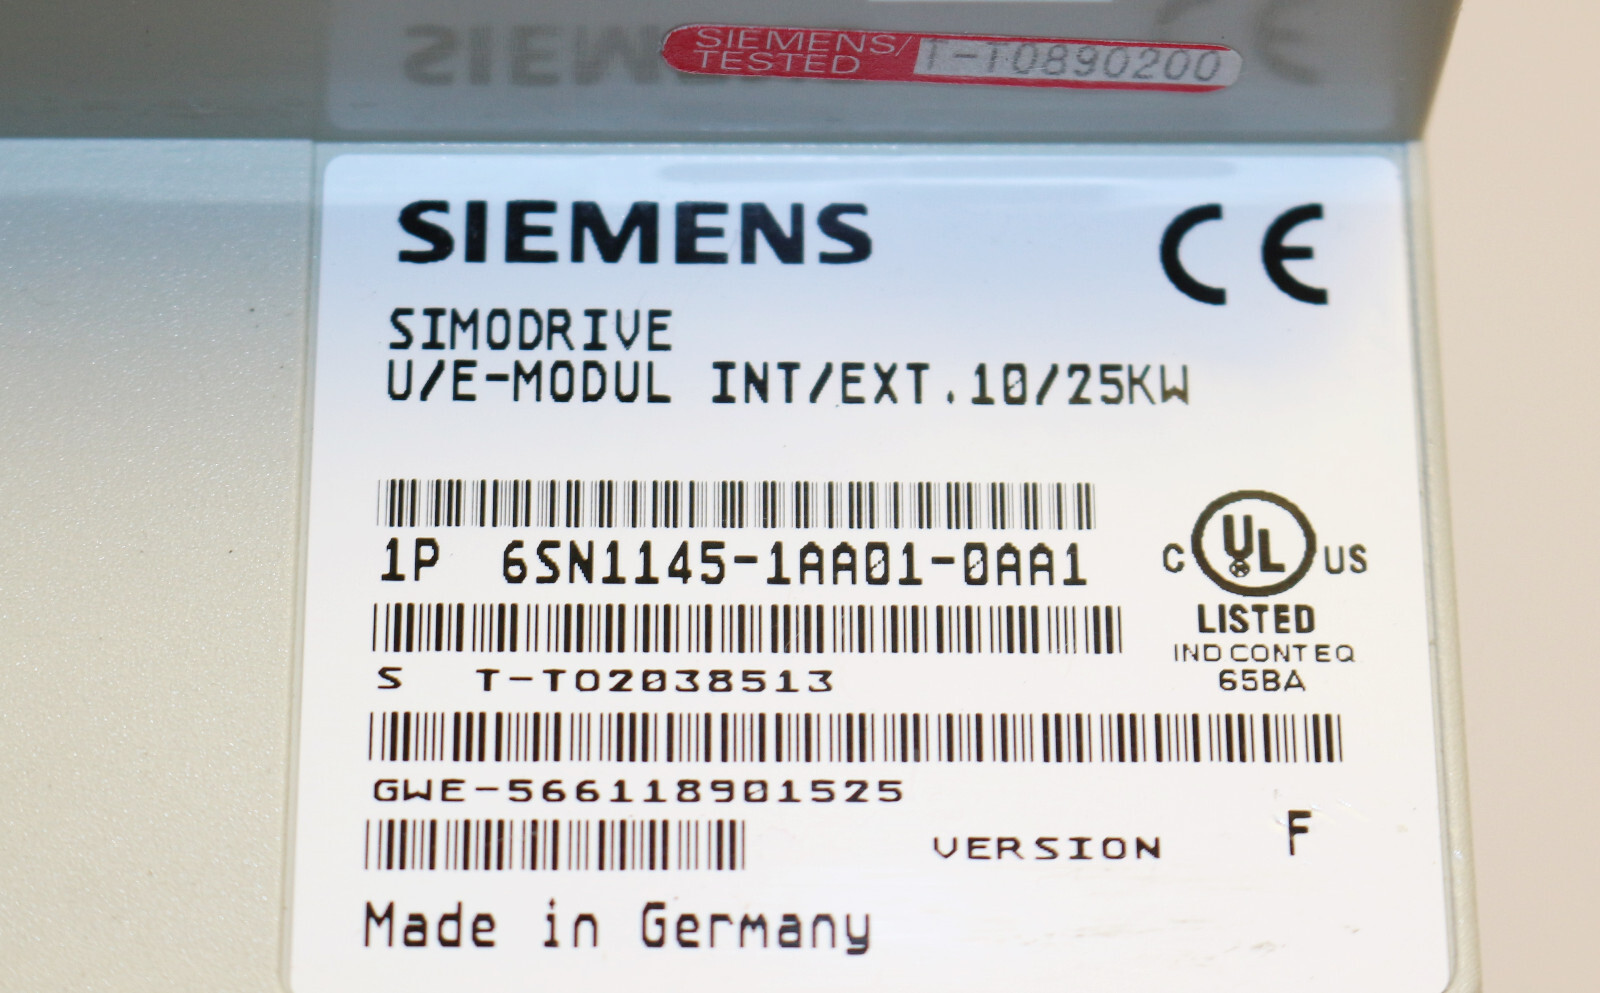 SIEMENS/
TESTED
T-T0890200
SIEMENS
CE
SIMODRIVE
U/E-MODUL INT/EXT.10/25KW
1P 6SN1145-1AA01-0AA1
C UL US
LISTED
IND CONT EQ
65BA
S T-TO2038513
GWE-566118901525
VERSION F
Made in Germany